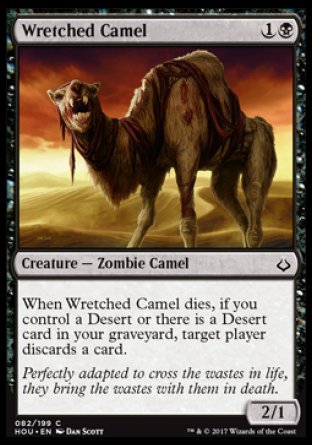 Wretched Camel 1
Creature — Zombie Camel
When Wretched Camel dies, if you
control a Desert or there is a Desert
card in your graveyard, target player
discards a card.
Perfectly adapted to cross the wastes in life,
they bring the wastes with them in death.
2/1
082/199 C
HOU • EN Dan Scott
™ & © 2017 Wizards of the Coast